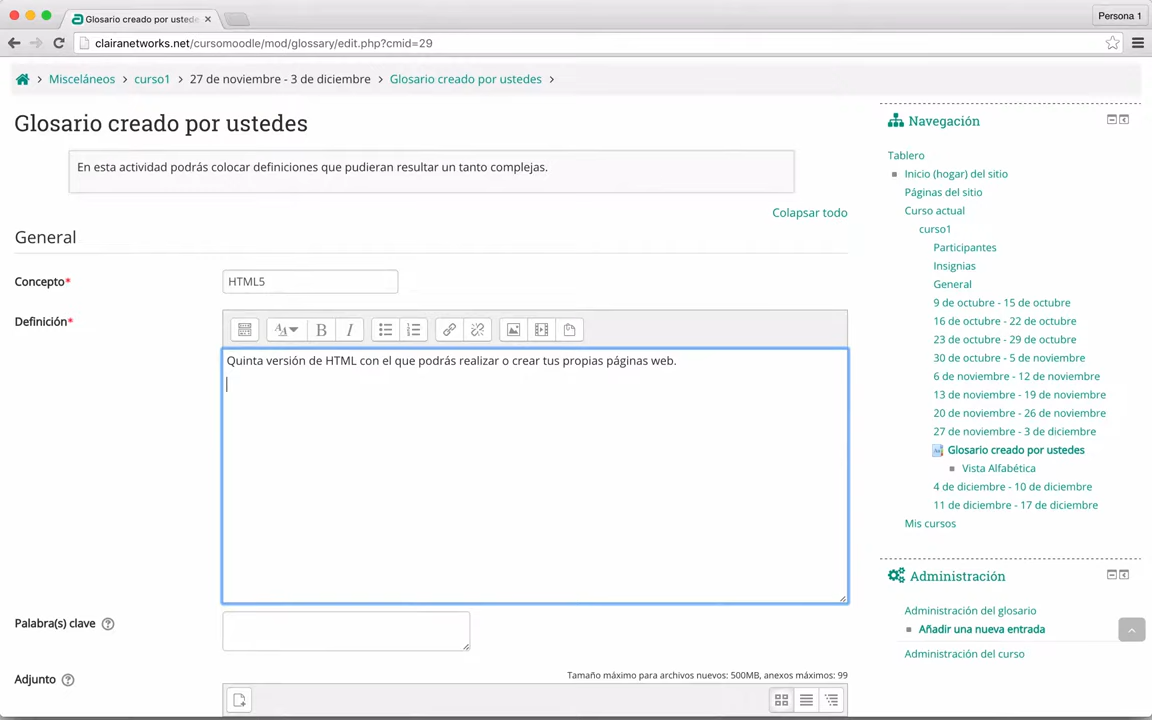 Glosario creado por usted
Persona 1
clairanetworks.net/cursomoodle/mod/glossary/edit.php?cmid=29
Misceláneos
curso1
27 de noviembre - 3 de diciembre
Glosario creado por ustedes
Glosario creado por ustedes
En esta actividad podrás colocar definiciones que pudieran resultar un tanto complejas.
Colapsar todo
General
Concepto*
HTML5
Definición*
Quinta versión de HTML con el que podrás realizar o crear tus propias páginas web.
Palabra(s) clave
Adjunto
Tamaño máximo para archivos nuevos: 500MB, anexos máximos: 99
Navegación
Tablero
Inicio (hogar) del sitio
Páginas del sitio
Curso actual
curso1
Participantes
Insignias
General
9 de octubre - 15 de octubre
16 de octubre - 22 de octubre
23 de octubre - 29 de octubre
30 de octubre - 5 de noviembre
6 de noviembre - 12 de noviembre
13 de noviembre - 19 de noviembre
20 de noviembre - 26 de noviembre
27 de noviembre - 3 de diciembre
Glosario creado por ustedes
Vista Alfabética
4 de diciembre - 10 de diciembre
11 de diciembre - 17 de diciembre
Mis cursos
Administración
Administración del glosario
Añadir una nueva entrada
Administración del curso